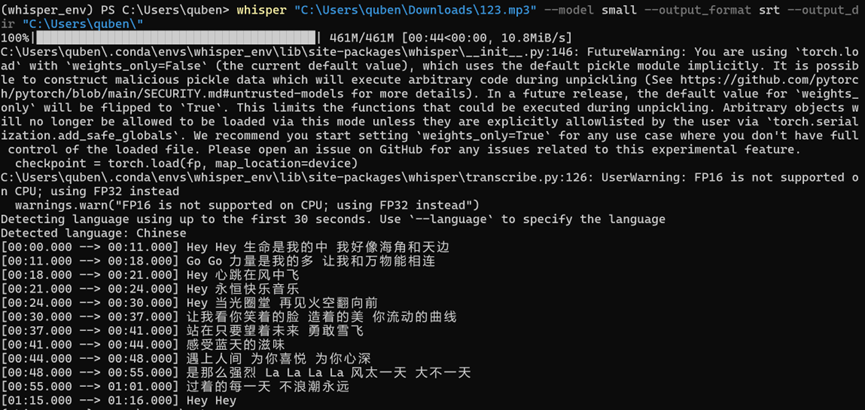 (whisper_env) PS C:\Users\quben> whisper "C:\Users\quben\Downloads\123.mp3" --model small --output_format srt --output_d
ir "C:\Users\quben\"
100%|███████████████████████████████████████| 461M/461M [00:44<00:00, 10.8MiB/s]
C:\Users\quben\.conda\envs\whisper_env\lib\site-packages\whisper\__init__.py:146: FutureWarning: You are using `torch.lo
ad` with `weights_only=False` (the current default value), which uses the default pickle module implicitly. It is possib
le to construct malicious pickle data which will execute arbitrary code during unpickling (See https://github.com/pytorc
h/pytorch/blob/main/SECURITY.md#untrusted-models for more details). In a future release, the default value for `weights_
only` will be flipped to `True`. This limits the functions that could be executed during unpickling. Arbitrary objects w
ill no longer be allowed to be loaded via this mode unless they are explicitly allowlisted by the user via `torch.serial
ization.add_safe_globals`. We recommend you start setting `weights_only=True` for any use case where you don't have full
 control of the loaded file. Please open an issue on GitHub for any issues related to this experimental feature.
  checkpoint = torch.load(fp, map_location=device)
C:\Users\quben\.conda\envs\whisper_env\lib\site-packages\whisper\transcribe.py:126: UserWarning: FP16 is not supported o
n CPU; using FP32 instead
  warnings.warn("FP16 is not supported on CPU; using FP32 instead")
Detecting language using up to the first 30 seconds. Use `--language` to specify the language
Detected language: Chinese
[00:00.000 --> 00:11.000] Hey Hey 生命是我的中 我好像海角和天边
[00:11.000 --> 00:18.000] Go Go 力量是我的多 让我和万物能相连
[00:18.000 --> 00:21.000] Hey 心跳在风中飞
[00:21.000 --> 00:24.000] Hey 永恒快乐音乐
[00:24.000 --> 00:30.000] Hey 当光圈堂 再见火空翻向前
[00:30.000 --> 00:37.000] 让我看你笑着的脸 造着的美 你流动的曲线
[00:37.000 --> 00:41.000] 站在只要望着未来 勇敢雪飞
[00:41.000 --> 00:44.000] 感受蓝天的滋味
[00:44.000 --> 00:48.000] 遇上人间 为你喜悦 为你心深
[00:48.000 --> 00:55.000] 是那么强烈 La La La La 风太一天 大不一天
[00:55.000 --> 01:01.000] 过着的每一天 不浪潮永远
[01:15.000 --> 01:16.000] Hey Hey